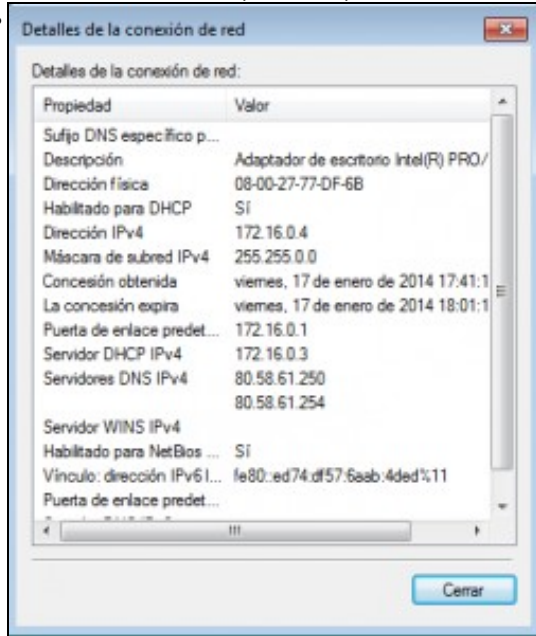 Detalles de la conexión de red
Detalles de la conexión de red:
Propiedad Valor
Sufijo DNS específico p...
Descripción Adaptador de escritorio Intel(R) PRO/
Dirección física 08-00-27-77-DF-6B
Habilitado para DHCP Sí
Dirección IPv4 172.16.0.4
Máscara de subred IPv4 255.255.0.0
Concesión obtenida viernes, 17 de enero de 2014 17:41:1
La concesión expira viernes, 17 de enero de 2014 18:01:1
Puerta de enlace predet... 172.16.0.1
Servidor DHCP IPv4 172.16.0.3
Servidores DNS IPv4 80.58.61.250
80.58.61.254
Servidor WINS IPv4
Habilitado para NetBios ... Sí
Vínculo: dirección IPv6 l... fe80::ed74:df57:6aab:4ded%11
Puerta de enlace predet...
Cerrar